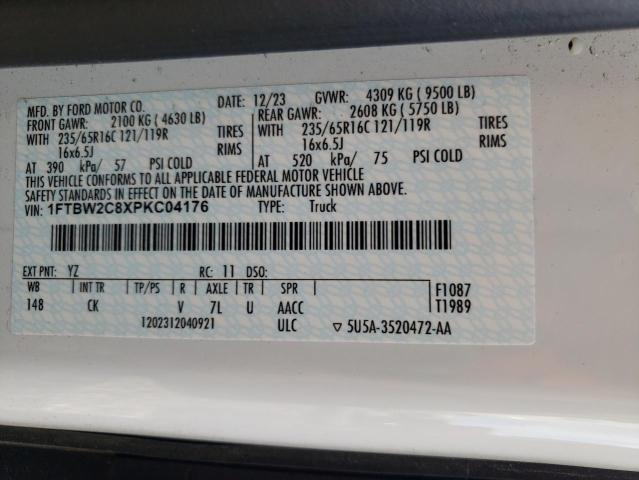 MFD. BY FORD MOTOR CO. DATE: 12/23 GVWR: 4309 KG ( 9500 LB)
FRONT GAWR: 2100 KG ( 4630 LB) REAR GAWR: 2608 KG ( 5750 LB)
WITH 235/65R16C 121/119R TIRES WITH 235/65R16C 121/119R TIRES
16x6.5J RIMS 16x6.5J RIMS
AT 390 kPa/ 57 PSI COLD AT 520 kPa/ 75 PSI COLD
THIS VEHICLE CONFORMS TO ALL APPLICABLE FEDERAL MOTOR VEHICLE
SAFETY STANDARDS IN EFFECT ON THE DATE OF MANUFACTURE SHOWN ABOVE.
VIN: 1FTBW2C8XPKC04176 TYPE: Truck
EXT PNT: YZ RC: 11 DSO:
WB INT TR TP/PS R AXLE TR SPR F1087
148 CK V 7L U AACC T1989
1202312040921 ULC ▽ 5U5A-3520472-AA